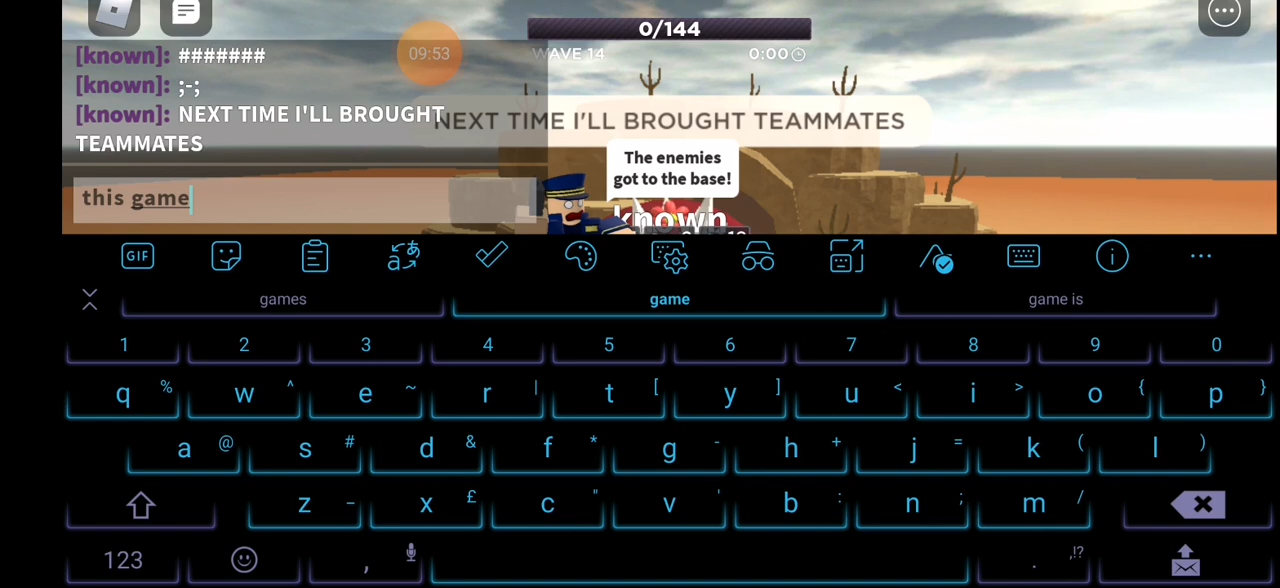 0/144
WAVE 14
0:00
09:53
[known]: #######
[known]: ;-;
[known]: NEXT TIME I'LL BROUGHT
TEAMMATES
NEXT TIME I'LL BROUGHT TEAMMATES
The enemies
got to the base!
known
this game
GIF
games game game is
1 2 3 4 5 6 7 8 9 0
q % w ^ e ~ r | t [ y ] u < i > o { p }
a @ s # d & f * g - h + j = k ( l )
z _ x £ c " v ' b : n ; m /
123 , . ,!?